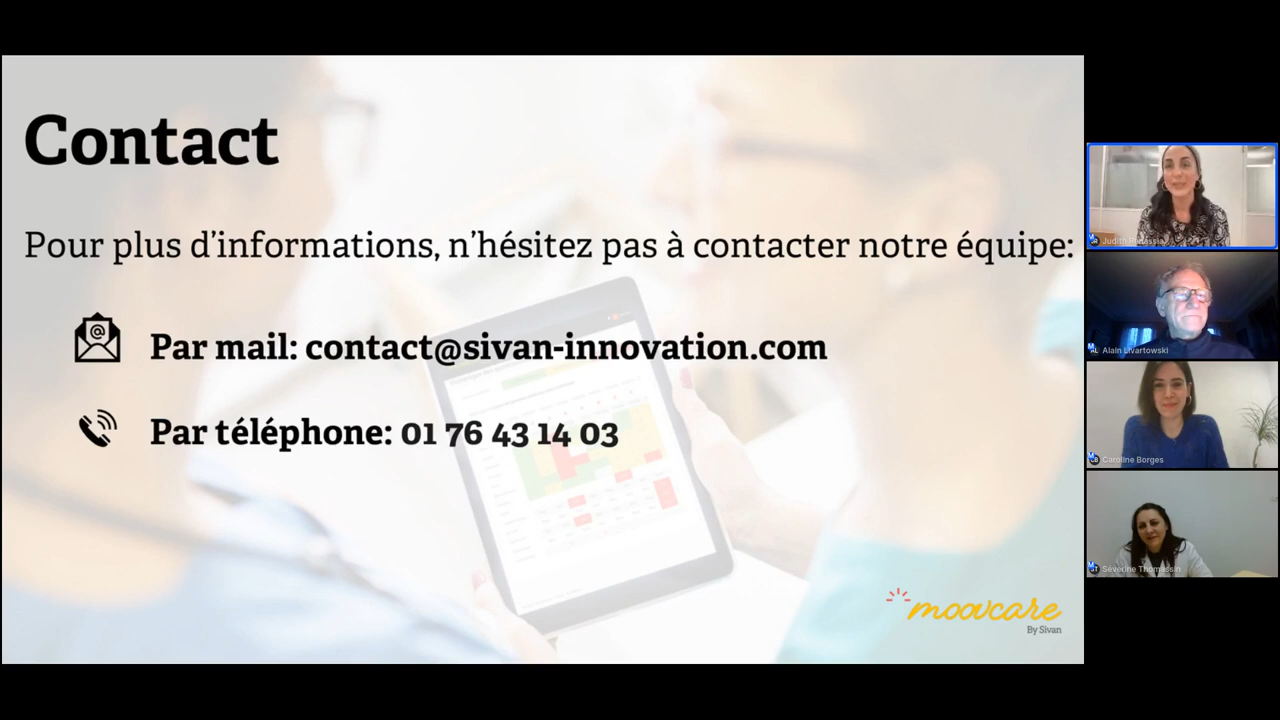 Contact
Pour plus d'informations, n'hésitez pas à contacter notre équipe:
Par mail: contact@sivan-innovation.com
Par téléphone: 01 76 43 14 03
moovcare
By Sivan
Judith
Alain Livartowski
Caroline Borges
Séverine Thomassin